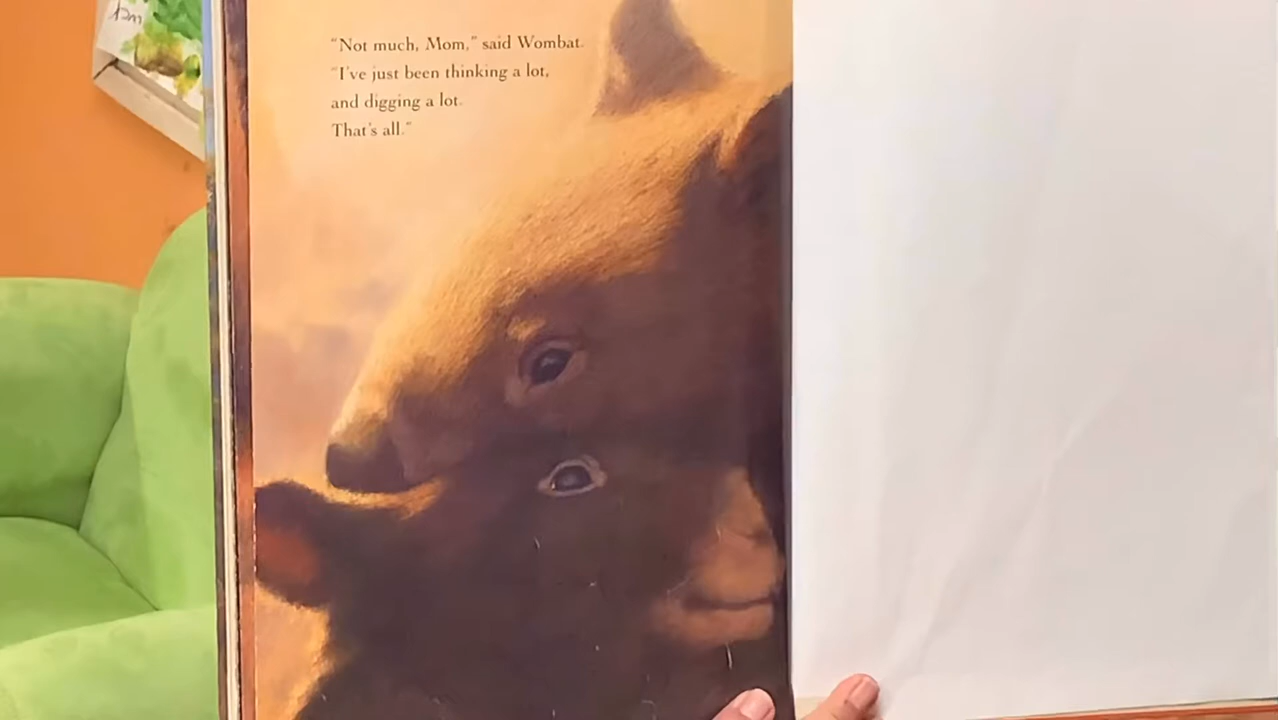 "Not much, Mom," said Wombat.
"I've just been thinking a lot,
and digging a lot.
That's all."